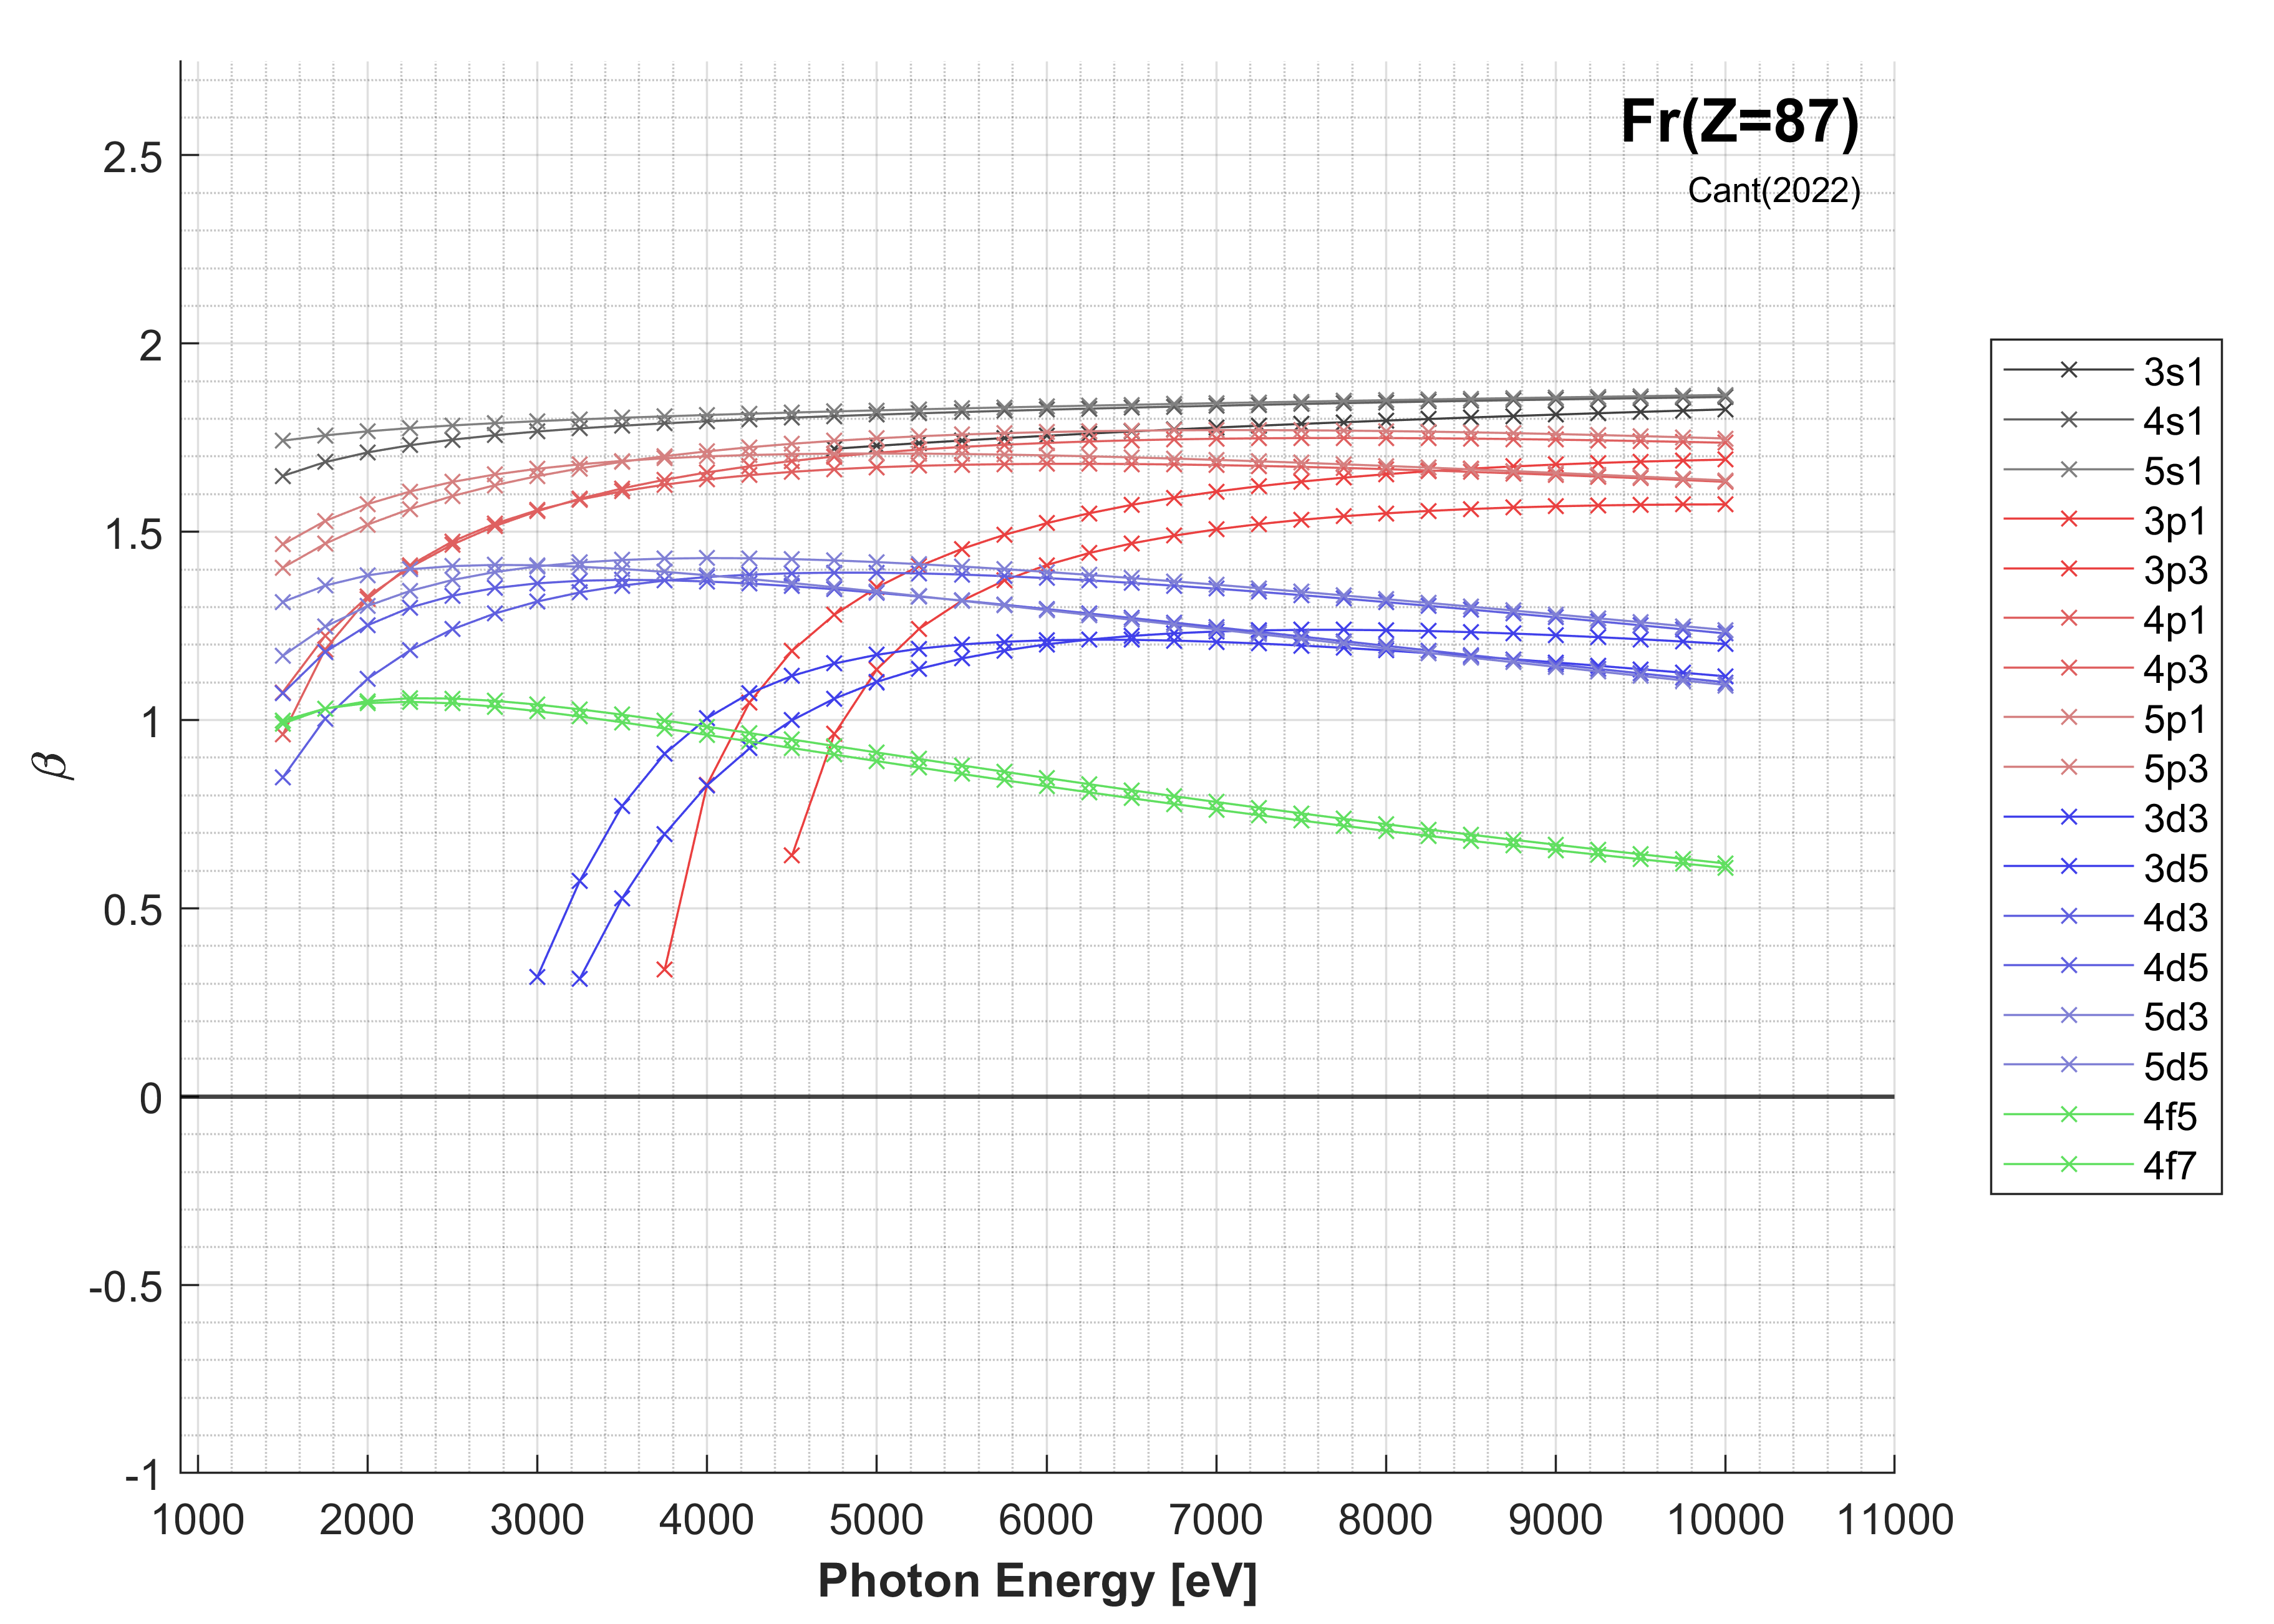 Fr(Z=87)
Cant(2022)
2.5
2
1.5
1
0.5
0
-0.5
-1
β
1000 2000 3000 4000 5000 6000 7000 8000 9000 10000 11000
Photon Energy [eV]
3s1
4s1
5s1
3p1
3p3
4p1
4p3
5p1
5p3
3d3
3d5
4d3
4d5
5d3
5d5
4f5
4f7